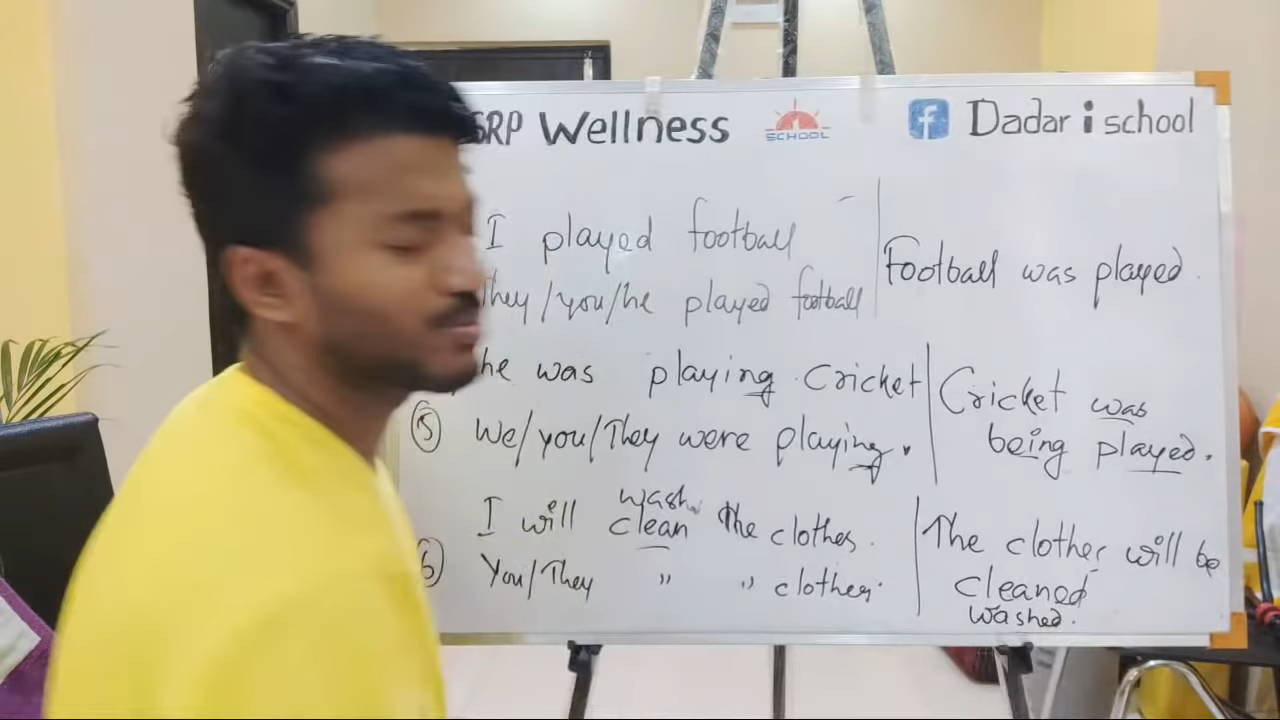 SRP Wellness
SCHOOL
Dadar i school
I played football
They/you/he played football
Football was played.
he was playing Cricket
⑤ We/you/They were playing.
Cricket was
being played.
wash
I will clean the clothes.
⑥ You/They " " clothes.
The clothes will be
cleaned
washed.